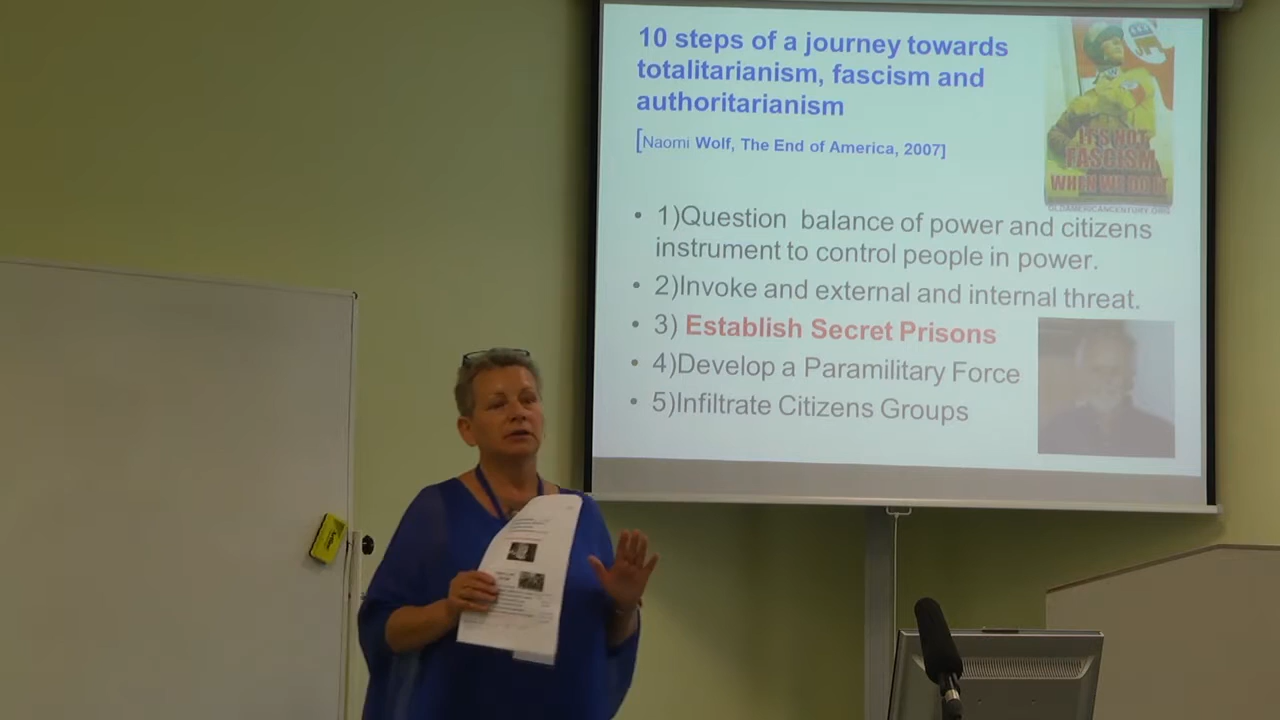 10 steps of a journey towards
totalitarianism, fascism and
authoritarianism
[Naomi Wolf, The End of America, 2007]
IT'S NOT
FASCISM
WHEN WE DO IT
OLDAMERICANCENTURY.ORG
• 1)Question balance of power and citizens
instrument to control people in power.
• 2)Invoke and external and internal threat.
• 3) Establish Secret Prisons
• 4)Develop a Paramilitary Force
• 5)Infiltrate Citizens Groups